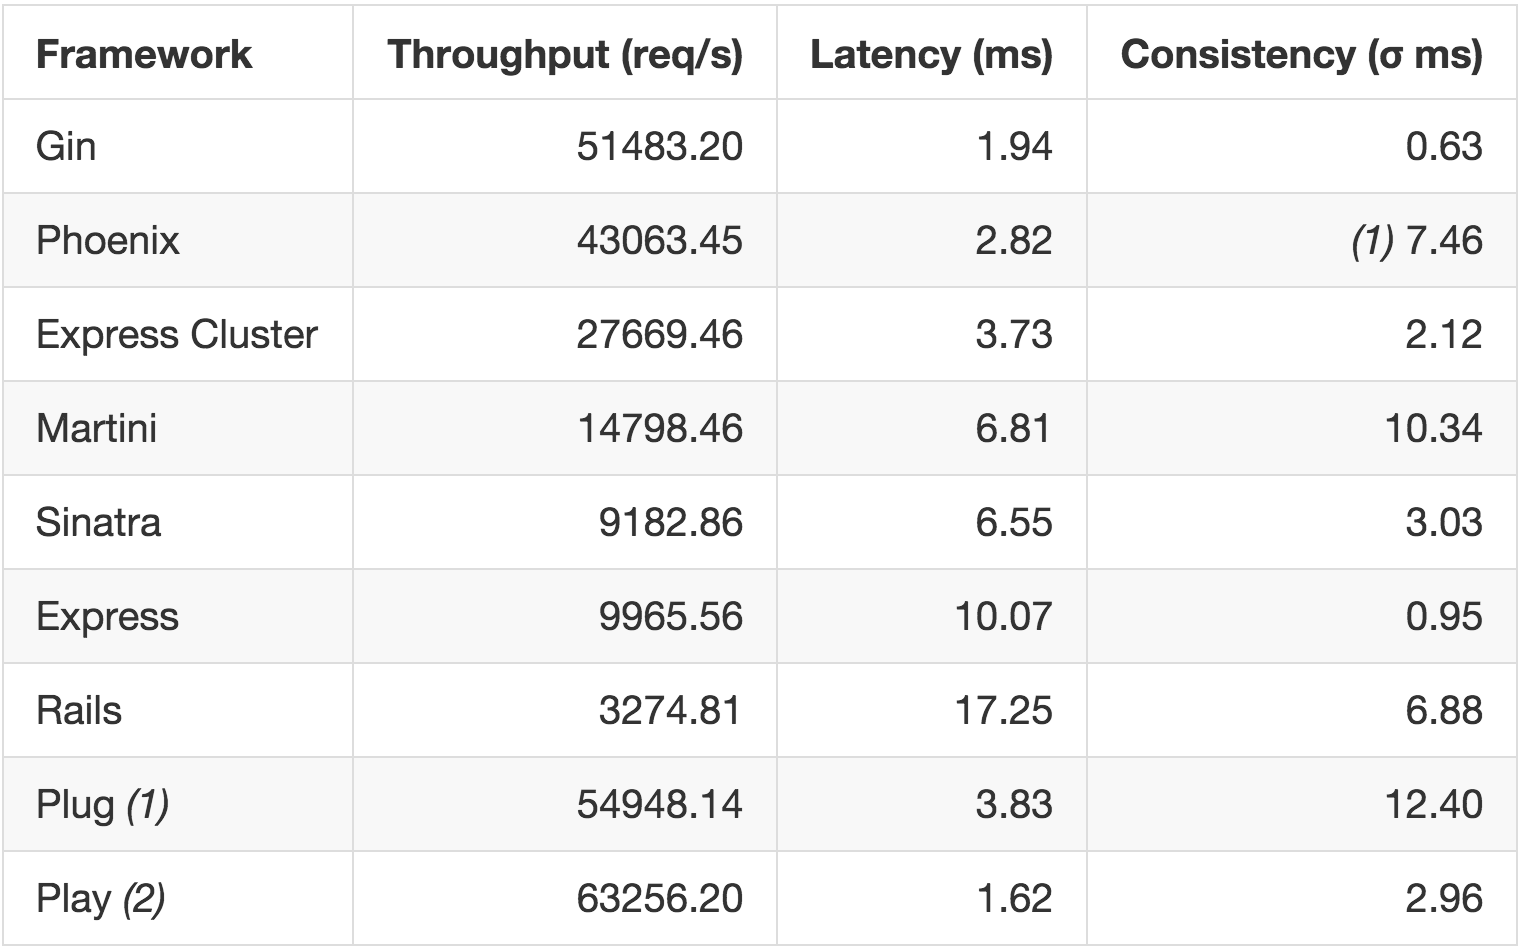 Framework Throughput (req/s) Latency (ms) Consistency (σ ms)
Gin 51483.20 1.94 0.63
Phoenix 43063.45 2.82 (1) 7.46
Express Cluster 27669.46 3.73 2.12
Martini 14798.46 6.81 10.34
Sinatra 9182.86 6.55 3.03
Express 9965.56 10.07 0.95
Rails 3274.81 17.25 6.88
Plug (1) 54948.14 3.83 12.40
Play (2) 63256.20 1.62 2.96